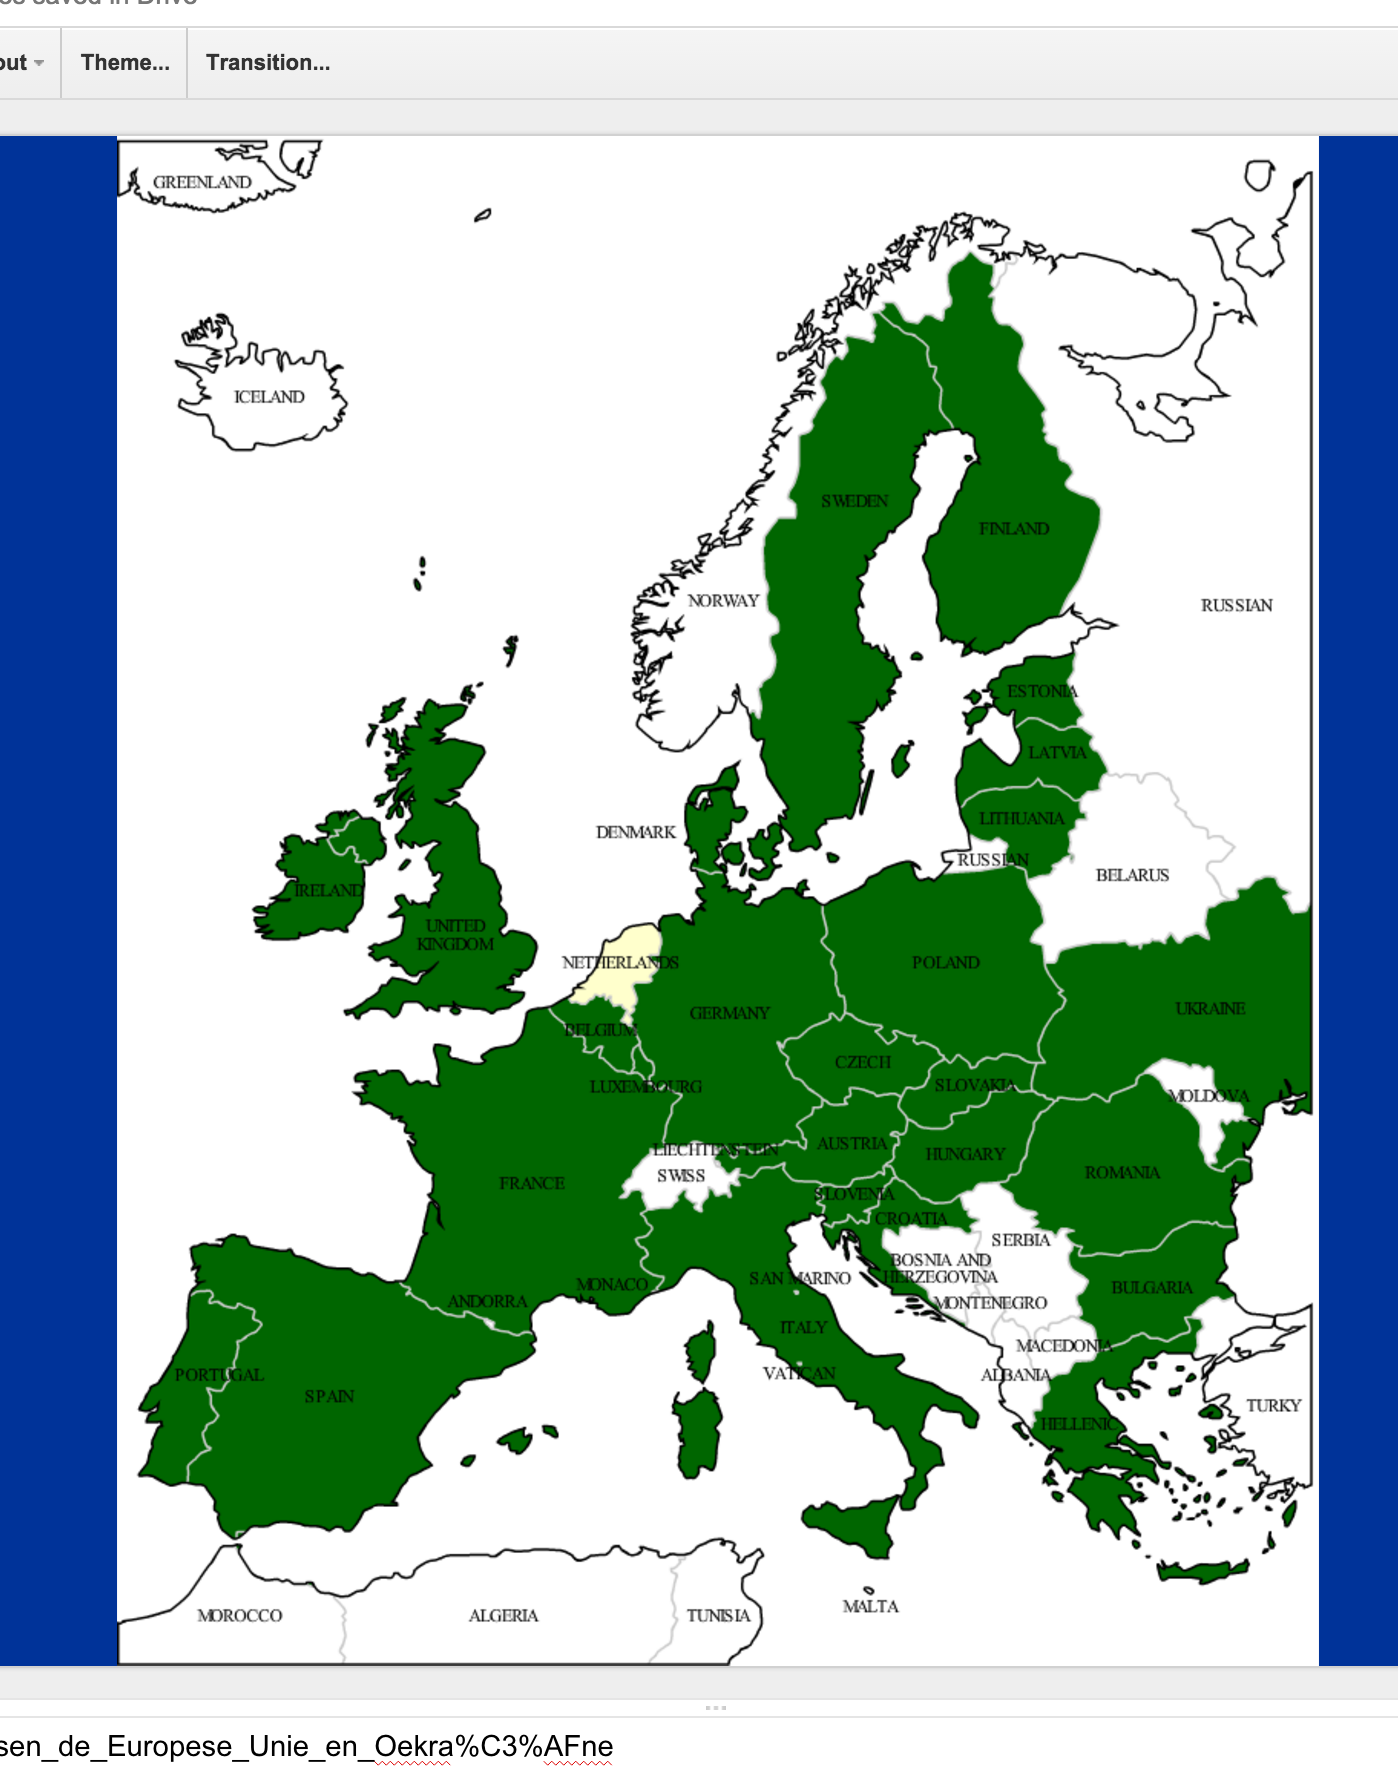 Theme...
Transition...
GREENLAND
ICELAND
SWEDEN
FINLAND
NORWAY
RUSSIAN
ESTONIA
LATVIA
LITHUANIA
DENMARK
RUSSIAN
BELARUS
IRELAND
UNITED
KINGDOM
NETHERLANDS
POLAND
GERMANY
UKRAINE
BELGIUM
CZECH
LUXEMBOURG
SLOVAKIA
MOLDOVA
LIECHTENSTEIN
AUSTRIA
HUNGARY
SWISS
ROMANIA
FRANCE
SLOVENIA
CROATIA
SERBIA
BOSNIA AND
HERZEGOVINA
SAN MARINO
MONACO
BULGARIA
ANDORRA
MONTENEGRO
ITALY
MACEDONIA
PORTUGAL
VATICAN
ALBANIA
SPAIN
TURKY
HELLENIC
MALTA
MOROCCO
ALGERIA
TUNISIA
sen_de_Europese_Unie_en_Oekra%C3%AFne